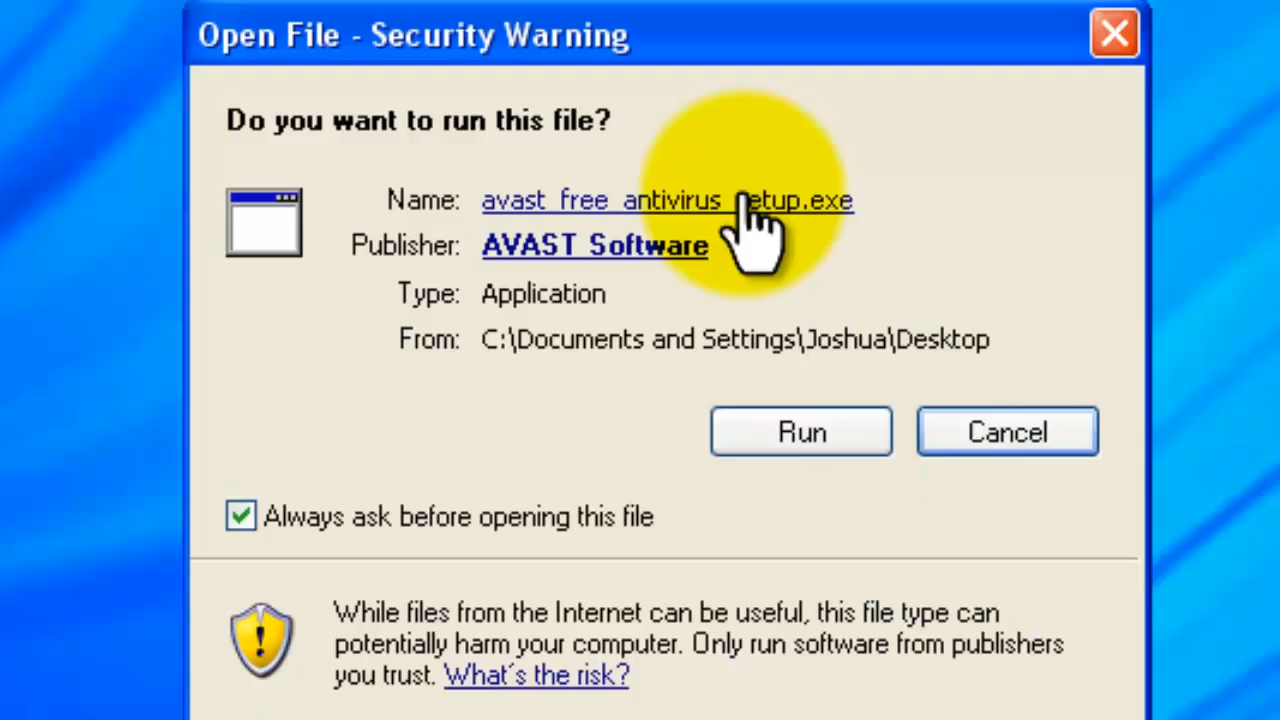 Open File - Security Warning
Do you want to run this file?
Name: avast_free_antivirus_setup.exe
Publisher: AVAST Software
Type: Application
From: C:\Documents and Settings\Joshua\Desktop
Run Cancel
Always ask before opening this file
While files from the Internet can be useful, this file type can
potentially harm your computer. Only run software from publishers
you trust. What's the risk?